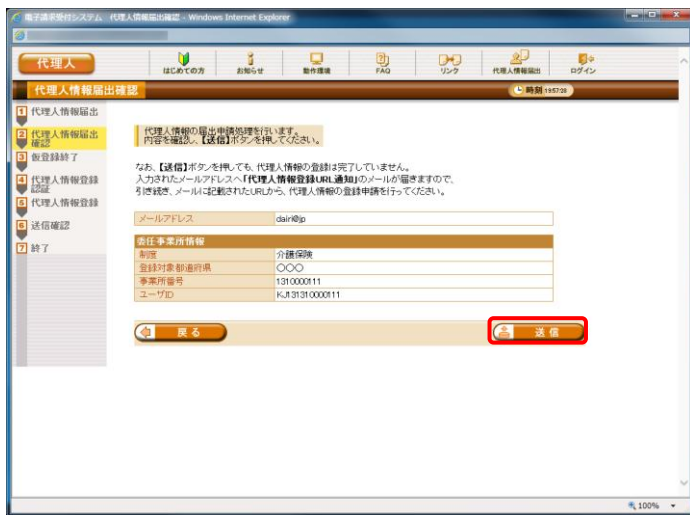 電子請求受付システム 代理人情報届出確認 - Windows Internet Explorer
代理人
はじめての方 お知らせ 動作環境 FAQ リンク 代理人情報届出 ログイン
代理人情報届出確認
時刻 19:57:38
1 代理人情報届出
2 代理人情報届出確認
3 仮登録終了
4 代理人情報登録認証
5 代理人情報登録
6 送信確認
7 終了
代理人情報の届出申請処理を行います。
内容を確認し、【送信】ボタンを押してください。
なお、【送信】ボタンを押しても、代理人情報の登録は完了していません。
入力されたメールアドレスへ「代理人情報登録URL通知」のメールが届きますので、
引き続き、メールに記載されたURLから、代理人情報の登録申請を行ってください。
メールアドレス dairi@jp
委任事業所情報
制度 介護保険
登録対象都道府県 〇〇〇
事業所番号 1310000111
ユーザID KJ131310000111
戻る
送信
100%